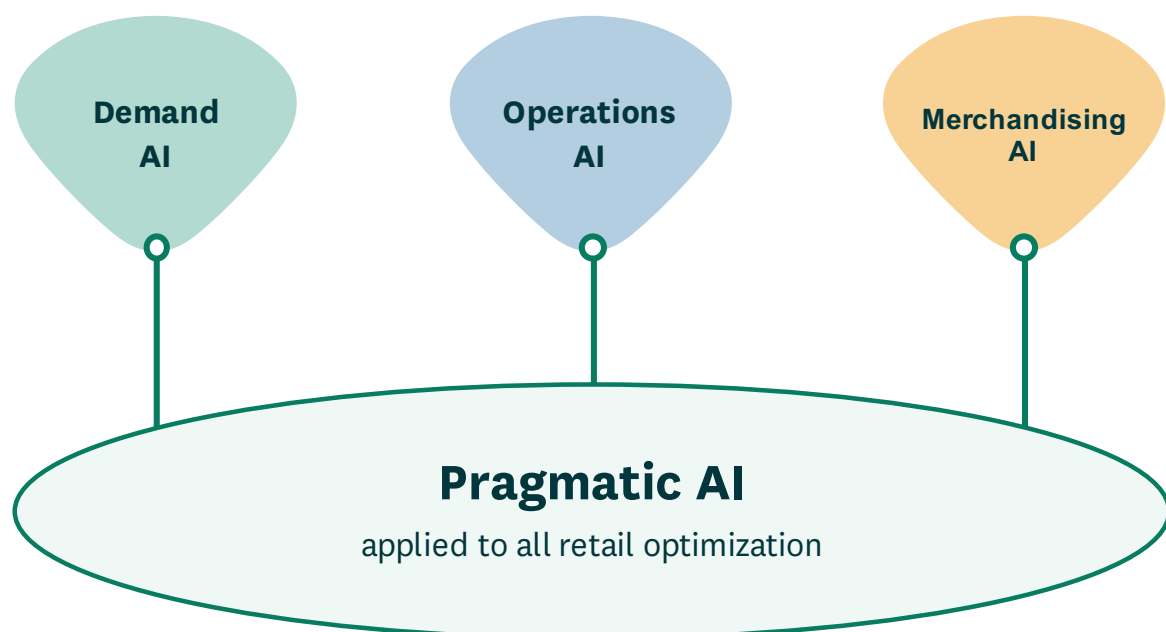 Demand
AI
Operations
AI
Merchandising
AI
Pragmatic AI
applied to all retail optimization